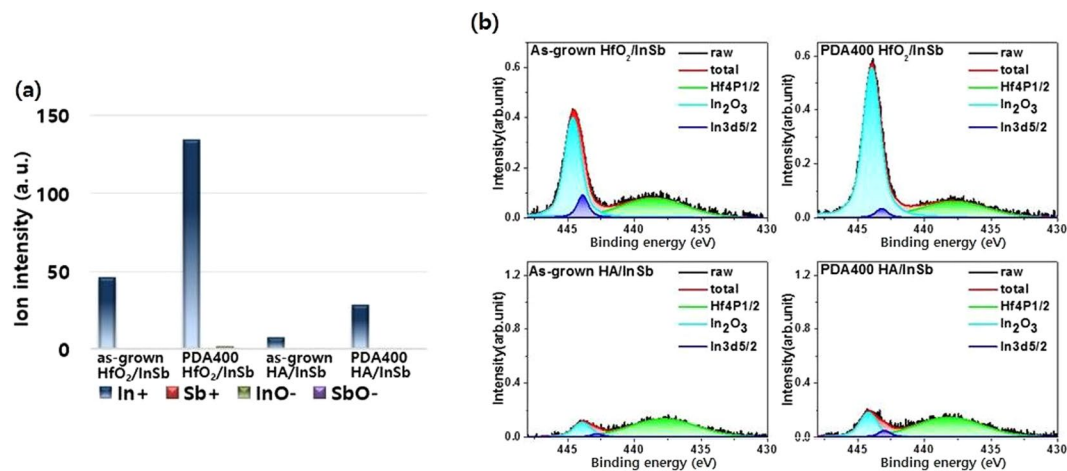 (a)
Ion intensity (a. u.)
150
100
50
0
as-grown
HfO₂/InSb
PDA400
HfO₂/InSb
as-grown
HA/InSb
PDA400
HA/InSb
In+ Sb+ InO- SbO-
(b)
As-grown HfO₂/InSb
raw
total
Hf4P1/2
In₂O₃
In3d5/2
Intensity(arb.unit)
0.6
0.4
0.2
0.0
445 440 435 430
Binding energy (eV)
PDA400 HfO₂/InSb
raw
total
Hf4P1/2
In₂O₃
In3d5/2
Intensity(arb.unit)
0.6
0.4
0.2
0.0
445 440 435 430
Binding energy (eV)
As-grown HA/InSb
raw
total
Hf4P1/2
In₂O₃
In3d5/2
Intensity(arb.unit)
1.2
0.8
0.4
0.0
445 440 435 430
Binding energy (eV)
PDA400 HA/InSb
raw
total
Hf4P1/2
In₂O₃
In3d5/2
Intensity(arb.unit)
1.2
0.8
0.4
0.0
445 440 435 430
Binding energy (eV)